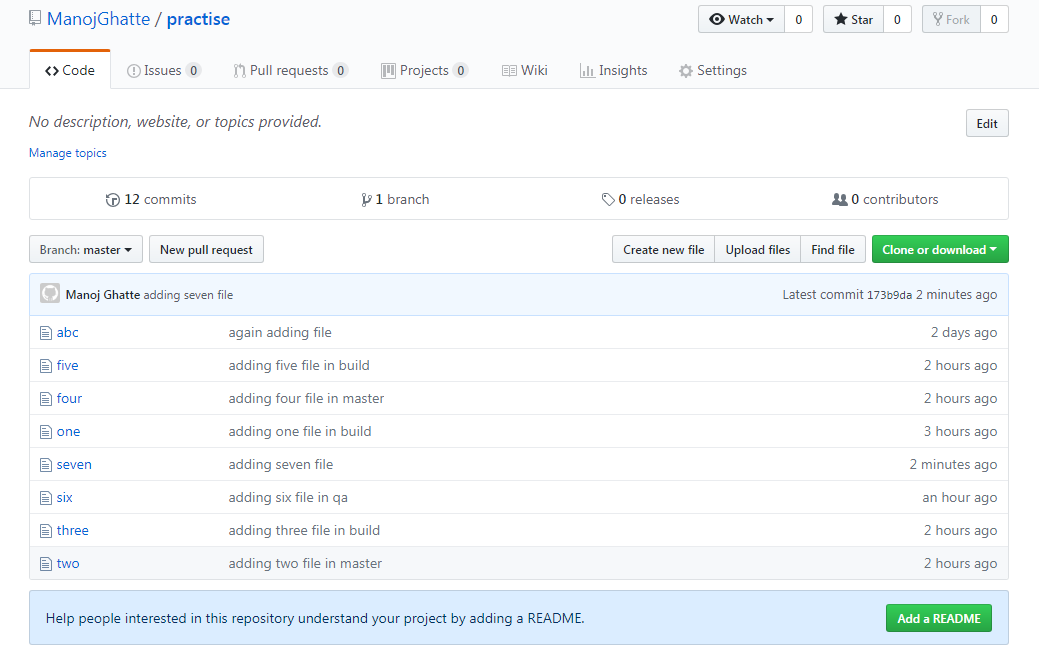 ManojGhatte / practise Watch 0 Star 0 Fork 0
Code Issues 0 Pull requests 0 Projects 0 Wiki Insights Settings
No description, website, or topics provided. Edit
Manage topics
12 commits 1 branch 0 releases 0 contributors
Branch: master New pull request Create new file Upload files Find file Clone or download
Manoj Ghatte adding seven file Latest commit 173b9da 2 minutes ago
abc again adding file 2 days ago
five adding five file in build 2 hours ago
four adding four file in master 2 hours ago
one adding one file in build 3 hours ago
seven adding seven file 2 minutes ago
six adding six file in qa an hour ago
three adding three file in build 2 hours ago
two adding two file in master 2 hours ago
Help people interested in this repository understand your project by adding a README. Add a README